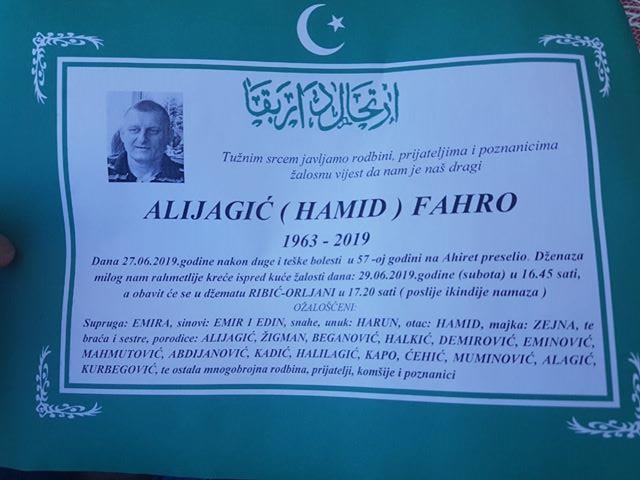 ارتحال دار بقا
Tužnim srcem javljamo rodbini, prijateljima i poznanicima
žalosnu vijest da nam je naš dragi
ALIJAGIĆ ( HAMID ) FAHRO
1963 - 2019
Dana 27.06.2019.godine nakon duge i teške bolesti u 57-oj godini na Ahiret preselio. Dženaza
milog nam rahmetlije kreće ispred kuće žalosti dana: 29.06.2019.godine (subota) u 16.45 sati,
a obavit će se u džematu RIBIĆ-ORLJANI u 17.20 sati ( poslije ikindije namaza )
OŽALOŠĆENI:
Supruga: EMIRA, sinovi: EMIR I EDIN, snahe, unuk: HARUN, otac: HAMID, majka: ZEJNA, te
braća i sestre, porodice: ALIJAGIĆ, ŽIGMAN, BEGANOVIĆ, HALKIĆ, DEMIROVIĆ, EMINOVIĆ,
MAHMUTOVIĆ, ABDIJANOVIĆ, KADIĆ, HALILAGIĆ, KAPO, ĆEHIĆ, MUMINOVIĆ, ALAGIĆ,
KURBEGOVIĆ, te ostala mnogobrojna rodbina, prijatelji, komšije i poznanici